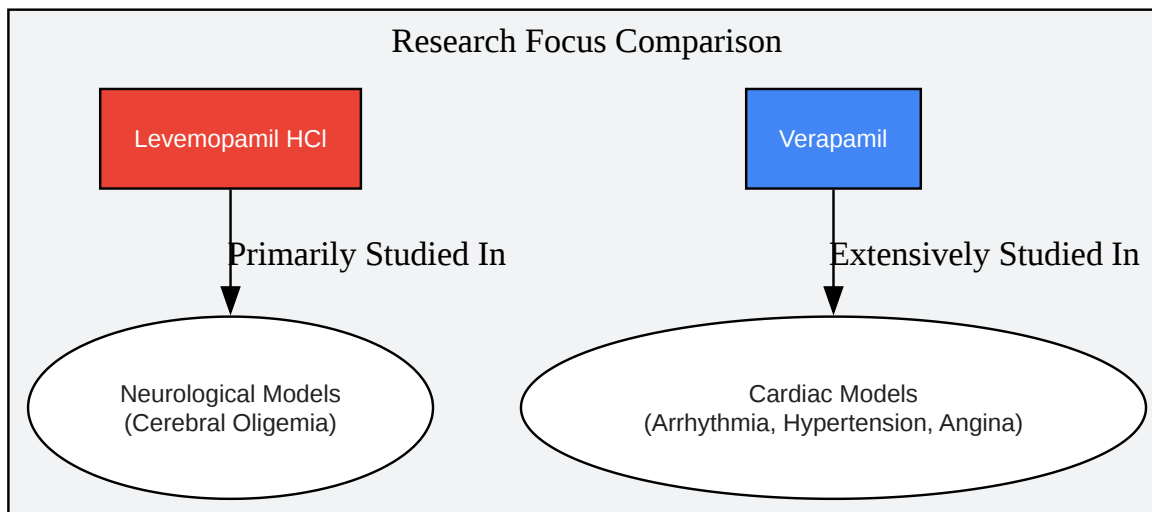 Research Focus Comparison
Levemopamil HCl
Verapamil
Primarily Studied In
Extensively Studied In
Neurological Models
(Cerebral Oligemia)
Cardiac Models
(Arrhythmia, Hypertension, Angina)